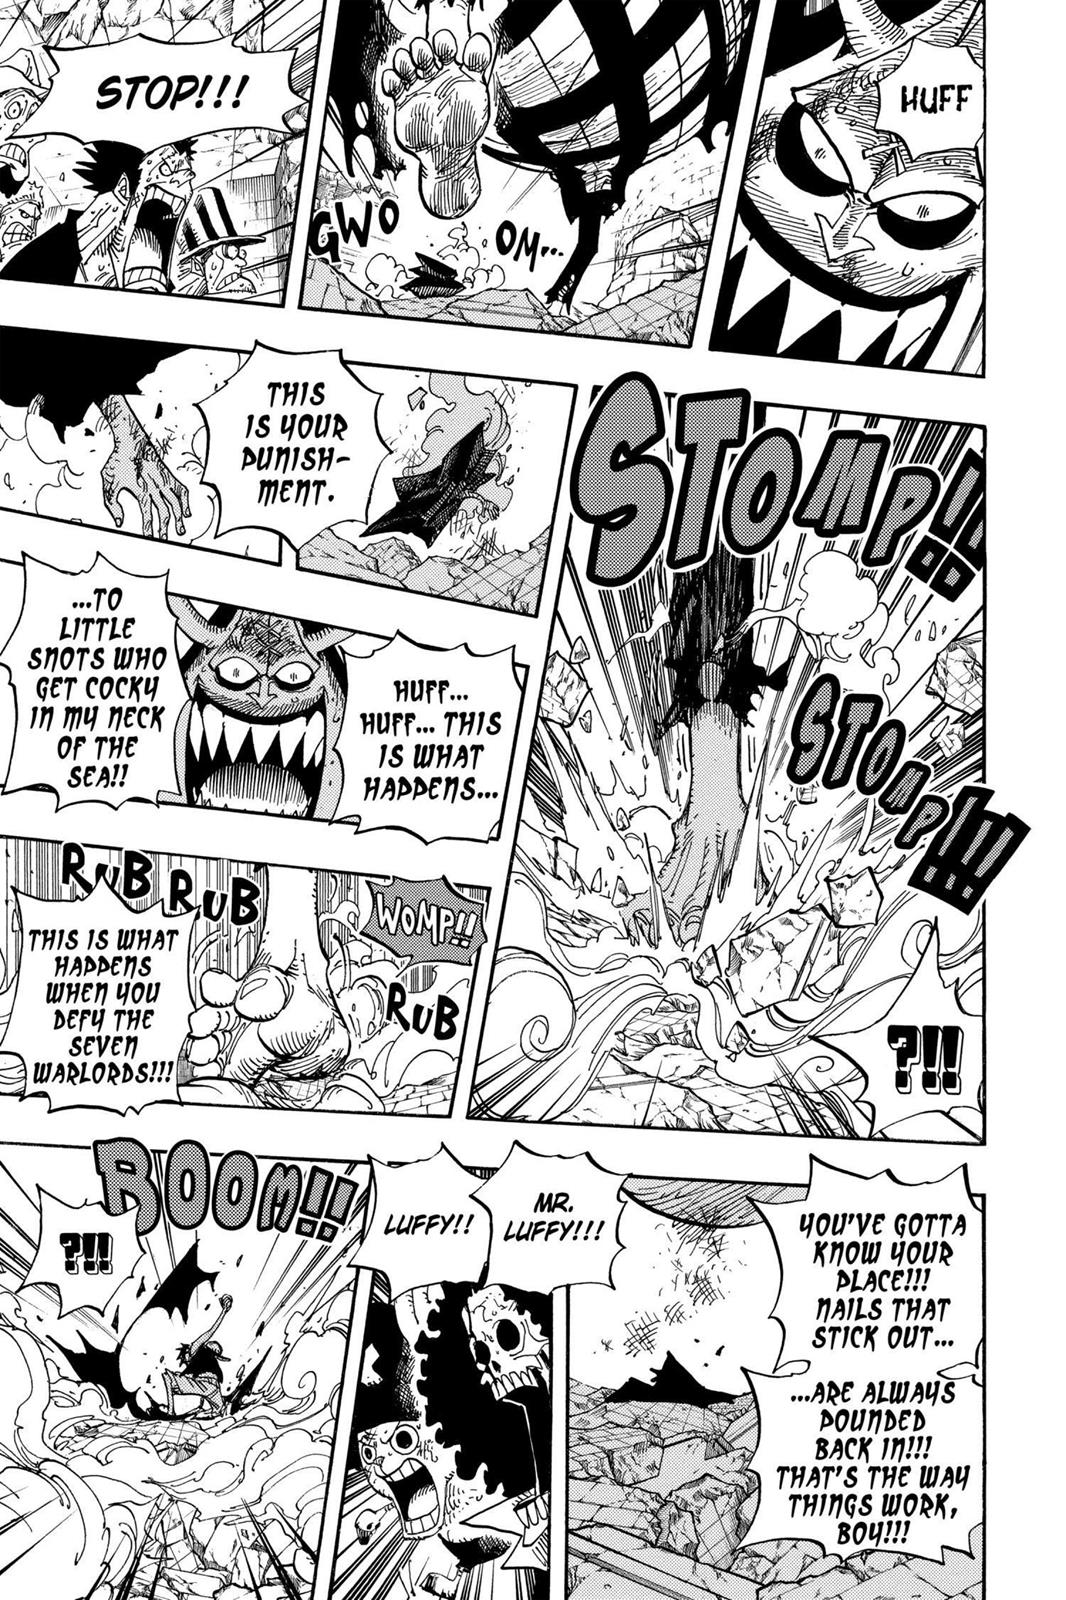 HUFF
GWO
OM...
STOP!!!
STOMP!!
STOMP!!!
?!!
THIS
IS YOUR
PUNISH-
MENT.
HUFF...
HUFF... THIS
IS WHAT
HAPPENS...
...TO
LITTLE
SNOTS WHO
GET COCKY
IN MY NECK
OF THE
SEA!!
WOMP!!
RUB
RUB
RUB
THIS IS WHAT
HAPPENS
WHEN YOU
DEFY THE
SEVEN
WARLORDS!!!
YOU'VE GOTTA
KNOW YOUR
PLACE!!!
NAILS THAT
STICK OUT...
...ARE ALWAYS
POUNDED
BACK IN!!!
THAT'S THE WAY
THINGS WORK,
BOY!!!
MR.
LUFFY!!!
LUFFY!!
BOOM!!
?!!